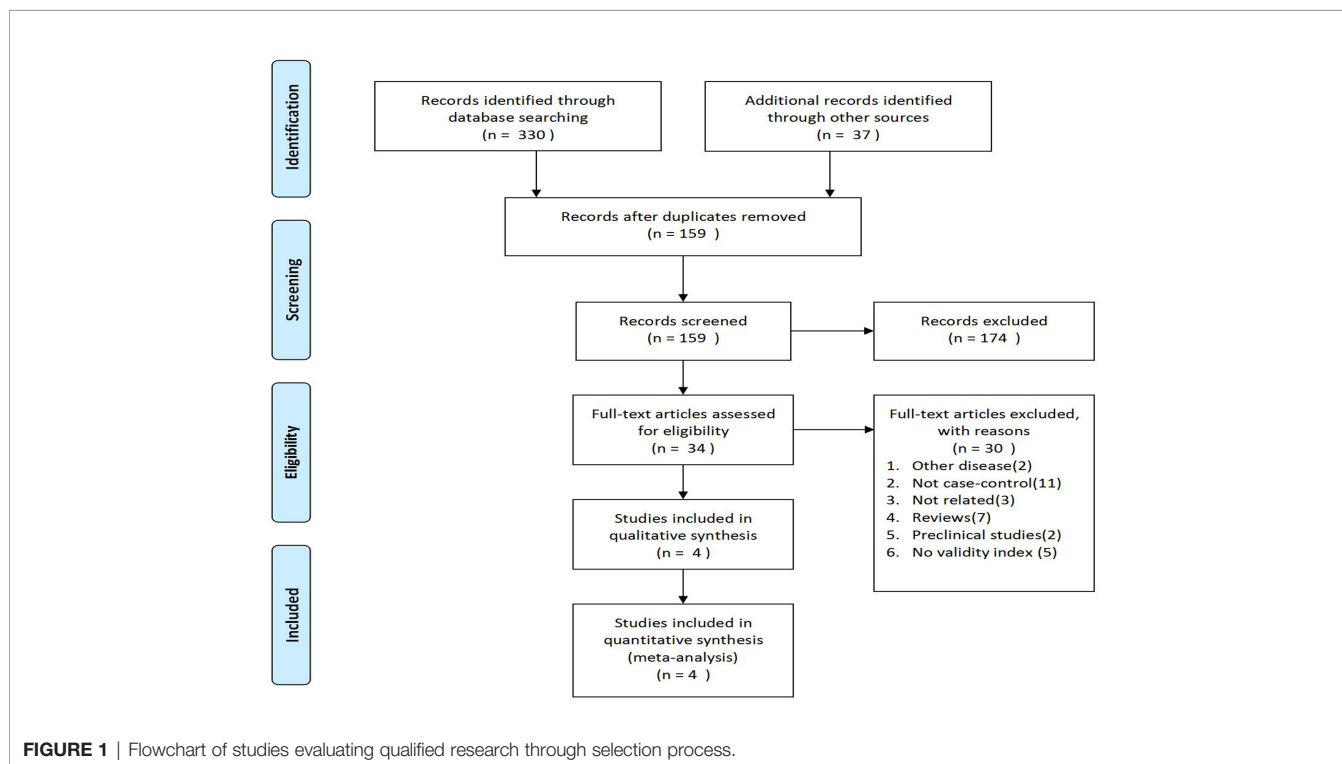 Identification
Records identified through
database searching
(n = 330 )
Additional records identified
through other sources
(n = 37 )
Screening
Records after duplicates removed
(n = 159 )
Records screened
(n = 159 )
Records excluded
(n = 174 )
Eligibility
Full-text articles assessed
for eligibility
(n = 34 )
Full-text articles excluded,
with reasons
(n = 30 )
1. Other disease(2)
2. Not case-control(11)
3. Not related(3)
4. Reviews(7)
5. Preclinical studies(2)
6. No validity index (5)
Studies included in
qualitative synthesis
(n = 4 )
Included
Studies included in
quantitative synthesis
(meta-analysis)
(n = 4 )
FIGURE 1 | Flowchart of studies evaluating qualified research through selection process.